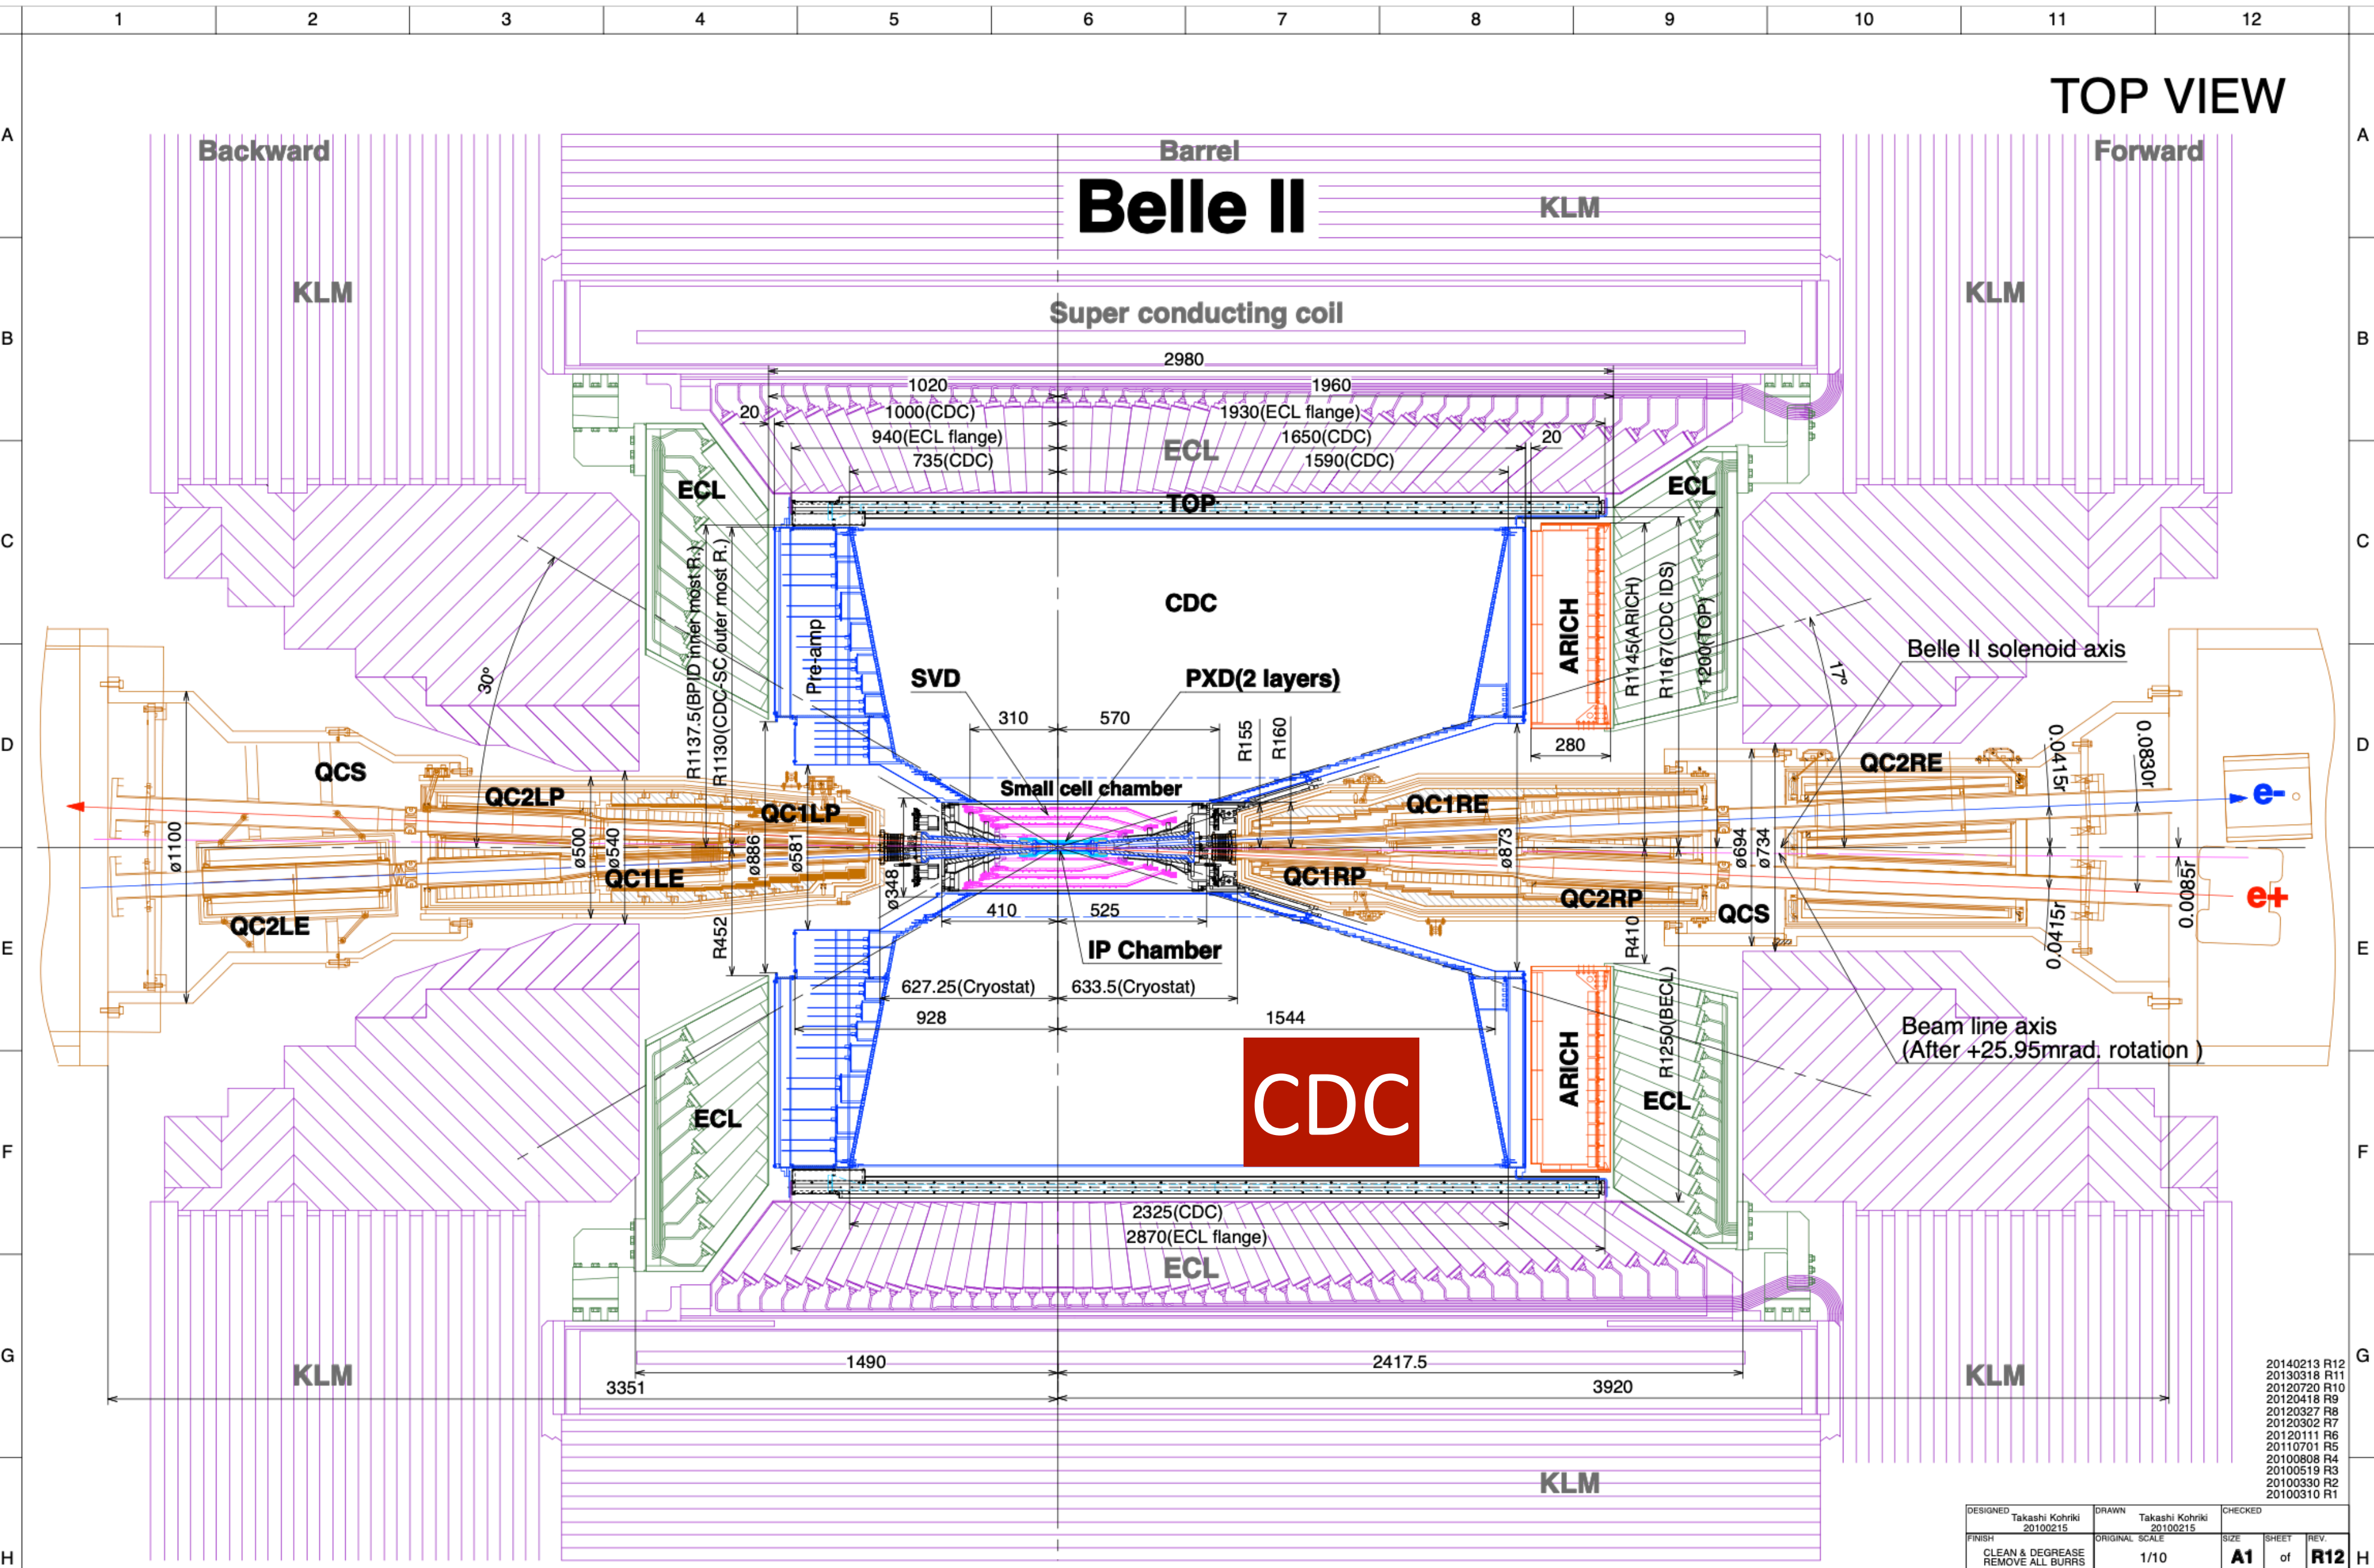 1 2 3 4 5 6 7 8 9 10 11 12
TOP VIEW
A A
Backward Barrel Forward
Belle II
KLM
KLM KLM
Super conducting coil
B B
2980
1020 1960
20 1000(CDC) 1930(ECL flange)
940(ECL flange) ECL 1650(CDC) 20
735(CDC) 1590(CDC)
ECL TOP ECL
C C
R1137.5(BPID inner most R.)
R1130(CDC-SC outer most R.)
CDC
Pre-amp
ARICH
R1145(ARICH)
R1167(CDC IDS)
1200(TOP)
30°
17°
Belle II solenoid axis
SVD PXD(2 layers)
310 570
R155
R160
280
D D
QCS QC2RE
0.0415r
0.0830r
QC2LP QC1LP Small cell chamber QC1RE
e-
ø1100
ø500
ø540
ø886
ø581
ø348
ø873
ø694
ø734
QC1LE QC1RP
QC2RP QCS
e+
0.0085r
QC2LE
R452
410 525
R410
0.0415r
E E
IP Chamber
R1250(BECL)
627.25(Cryostat) 633.5(Cryostat)
928 1544
Beam line axis
(After +25.95mrad. rotation )
ARICH
CDC
ECL ECL
F F
2325(CDC)
2870(ECL flange)
ECL
G G
1490 2417.5
KLM KLM
3351 3920
KLM
20140213 R12
20130318 R11
20120720 R10
20120418 R9
20120327 R8
20120302 R7
20120111 R6
20110701 R5
20100808 R4
20100519 R3
20100330 R2
20100310 R1
DESIGNED Takashi Kohriki 20100215
DRAWN Takashi Kohriki 20100215
CHECKED
FINISH CLEAN & DEGREASE
REMOVE ALL BURRS
ORIGINAL SCALE 1/10
SIZE A1
SHEET of
REV. R12
H H